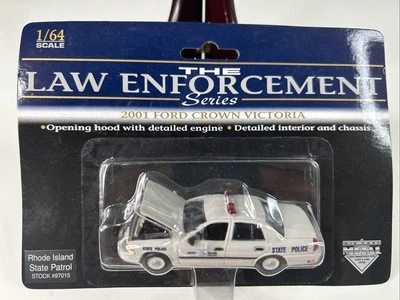 1/64
SCALE
THE
LAW ENFORCEMENT
Series
2001 FORD CROWN VICTORIA
•Opening hood with detailed engine •Detailed interior and chassis
STATE POLICE
STATE POLICE
Rhode Island
State Patrol
STOCK #97015
METAL